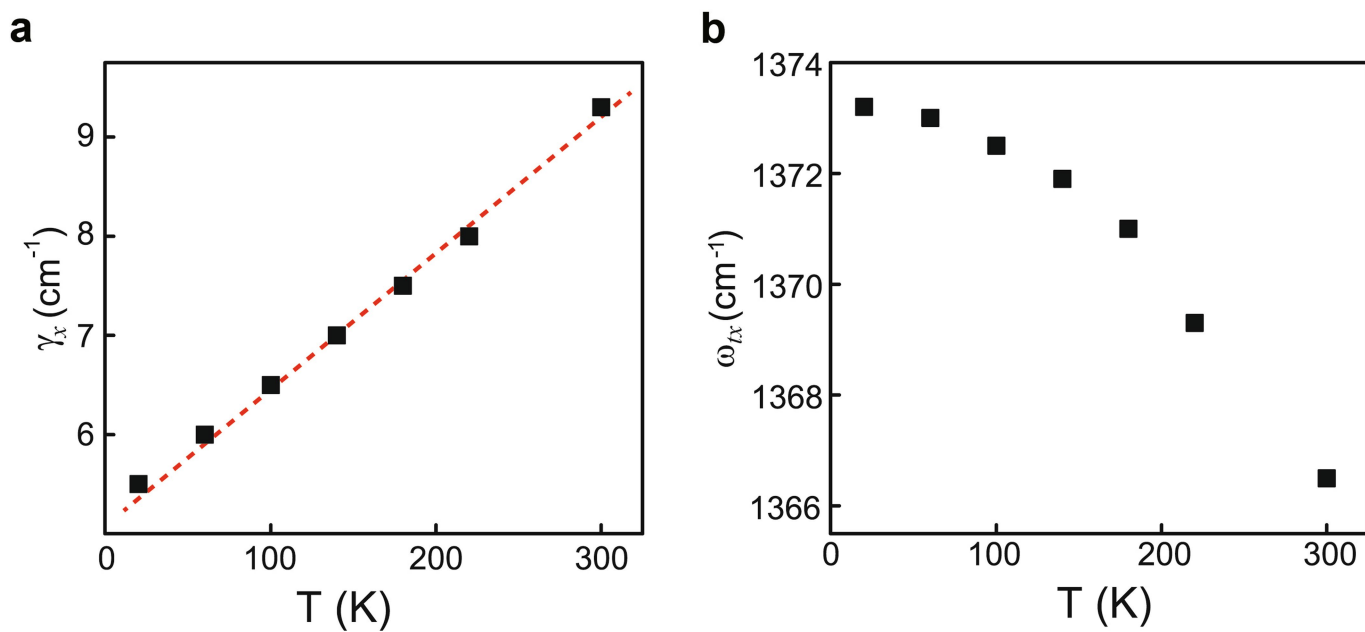 a
9
8
7
6
γx (cm-1)
0 100 200 300
T (K)
b
1374
1372
1370
1368
1366
ωtx (cm-1)
0 100 200 300
T (K)